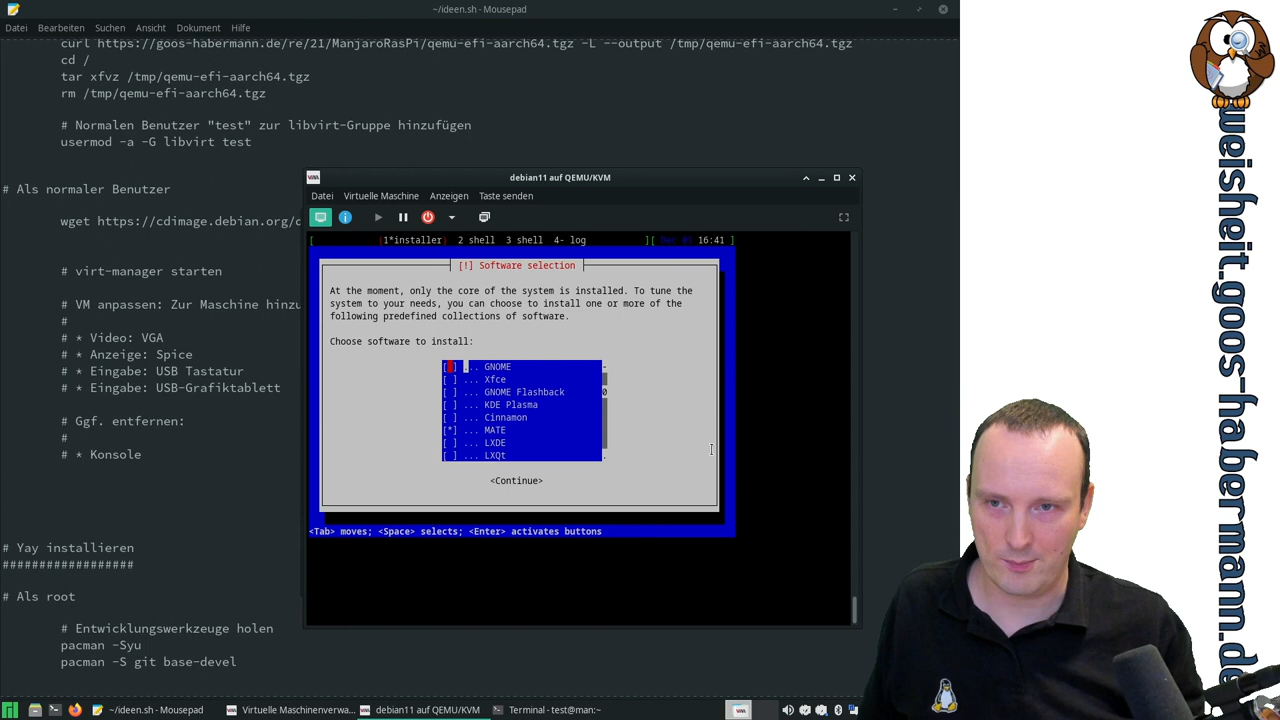 ~/ideen.sh - Mousepad
Datei Bearbeiten Suchen Ansicht Dokument Hilfe
curl https://goos-habermann.de/re/21/ManjaroRasPi/qemu-efi-aarch64.tgz -L --output /tmp/qemu-efi-aarch64.tgz
cd /
tar xfvz /tmp/qemu-efi-aarch64.tgz
rm /tmp/qemu-efi-aarch64.tgz
# Normalen Benutzer "test" zur libvirt-Gruppe hinzufügen
usermod -a -G libvirt test
# Als normaler Benutzer
wget https://cdimage.debian.org/c
# virt-manager starten
# VM anpassen: Zur Maschine hinzu
#
# * Video: VGA
# * Anzeige: Spice
# * Eingabe: USB Tastatur
# * Eingabe: USB-Grafiktablett
# Ggf. entfernen:
#
# * Konsole
# Yay installieren
##################
# Als root
# Entwicklungswerkzeuge holen
pacman -Syu
pacman -S git base-devel
debian11 auf QEMU/KVM
Datei Virtuelle Maschine Anzeigen Taste senden
[ (1*installer) 2 shell 3 shell 4- log ][ 16:41 ]
[!] Software selection
At the moment, only the core of the system is installed. To tune the
system to your needs, you can choose to install one or more of the
following predefined collections of software.
Choose software to install:
[ ] ... GNOME
[ ] ... Xfce
[ ] ... GNOME Flashback
[ ] ... KDE Plasma
[ ] ... Cinnamon
[*] ... MATE
[ ] ... LXDE
[ ] ... LXQt
<Continue>
<Tab> moves; <Space> selects; <Enter> activates buttons
weisheit.goos-habermann.de
~/ideen.sh - Mousepad Virtuelle Maschinenverwa... debian11 auf QEMU/KVM Terminal - test@man:~